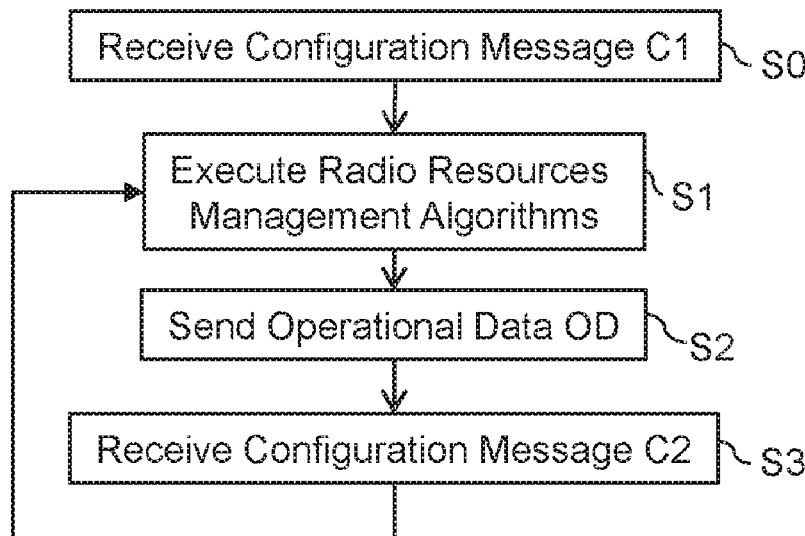 Receive Configuration Message C1
S0
Execute Radio Resources
Management Algorithms
S1
Send Operational Data OD
S2
Receive Configuration Message C2
S3